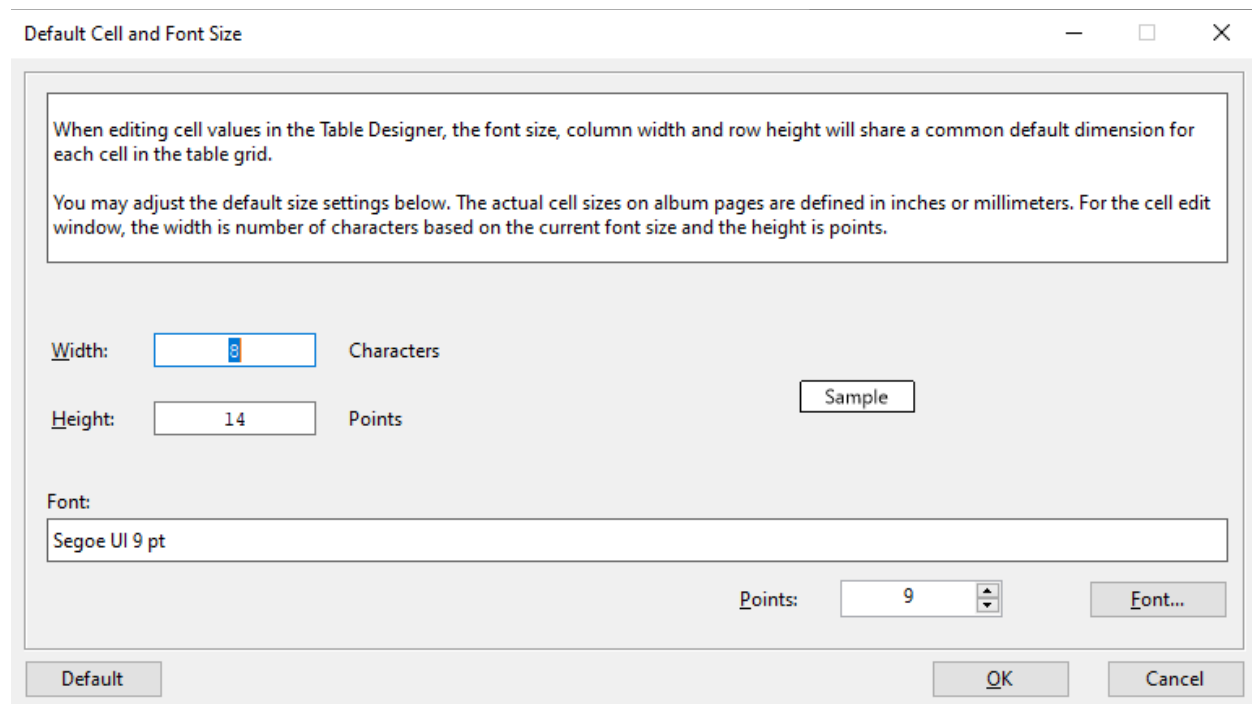 Default Cell and Font Size
When editing cell values in the Table Designer, the font size, column width and row height will share a common default dimension for
each cell in the table grid.
You may adjust the default size settings below. The actual cell sizes on album pages are defined in inches or millimeters. For the cell edit
window, the width is number of characters based on the current font size and the height is points.
Width: 8 Characters
Sample
Height: 14 Points
Font:
Segoe UI 9 pt
Points: 9 Font...
Default OK Cancel